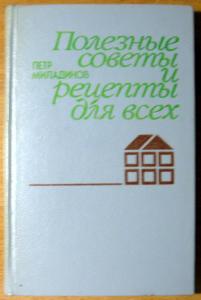 Полезные
советы
ПЕТР
МИЛАДИНОВ
и
рецепты
для всех